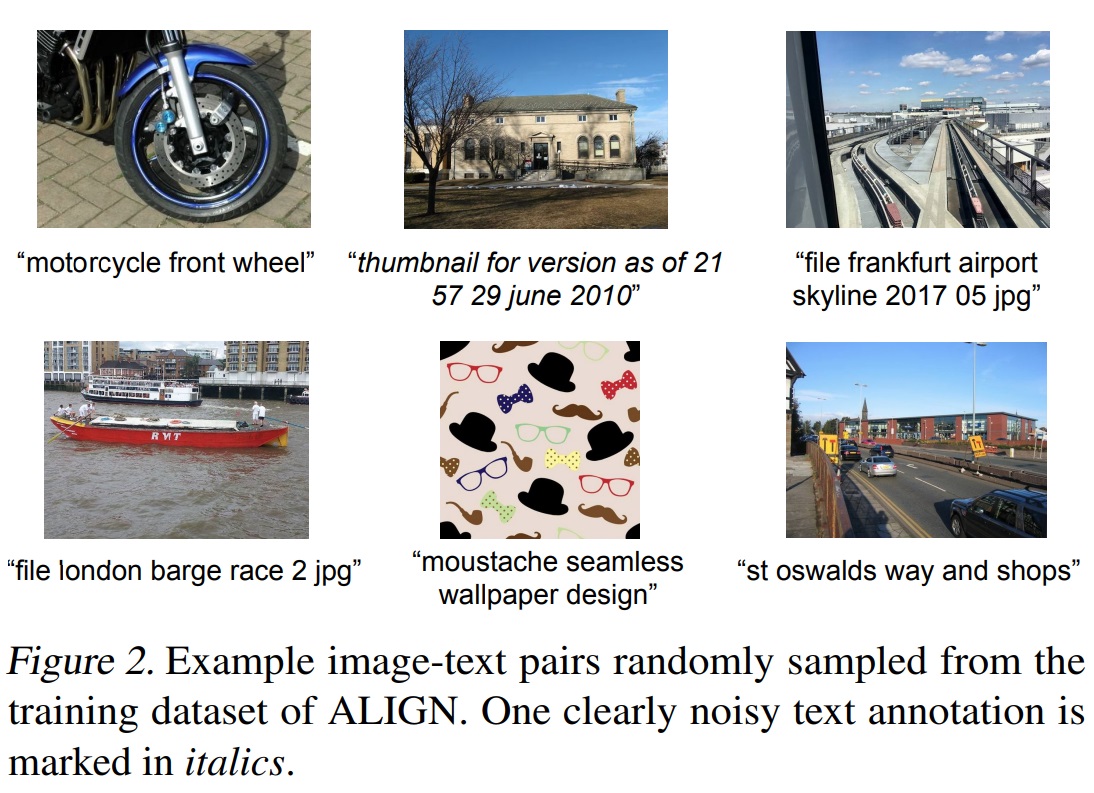 “motorcycle front wheel”
“thumbnail for version as of 21
57 29 june 2010”
“file frankfurt airport
skyline 2017 05 jpg”
RMT
“file london barge race 2 jpg”
“moustache seamless
wallpaper design”
“st oswalds way and shops”
Figure 2. Example image-text pairs randomly sampled from the
training dataset of ALIGN. One clearly noisy text annotation is
marked in italics.